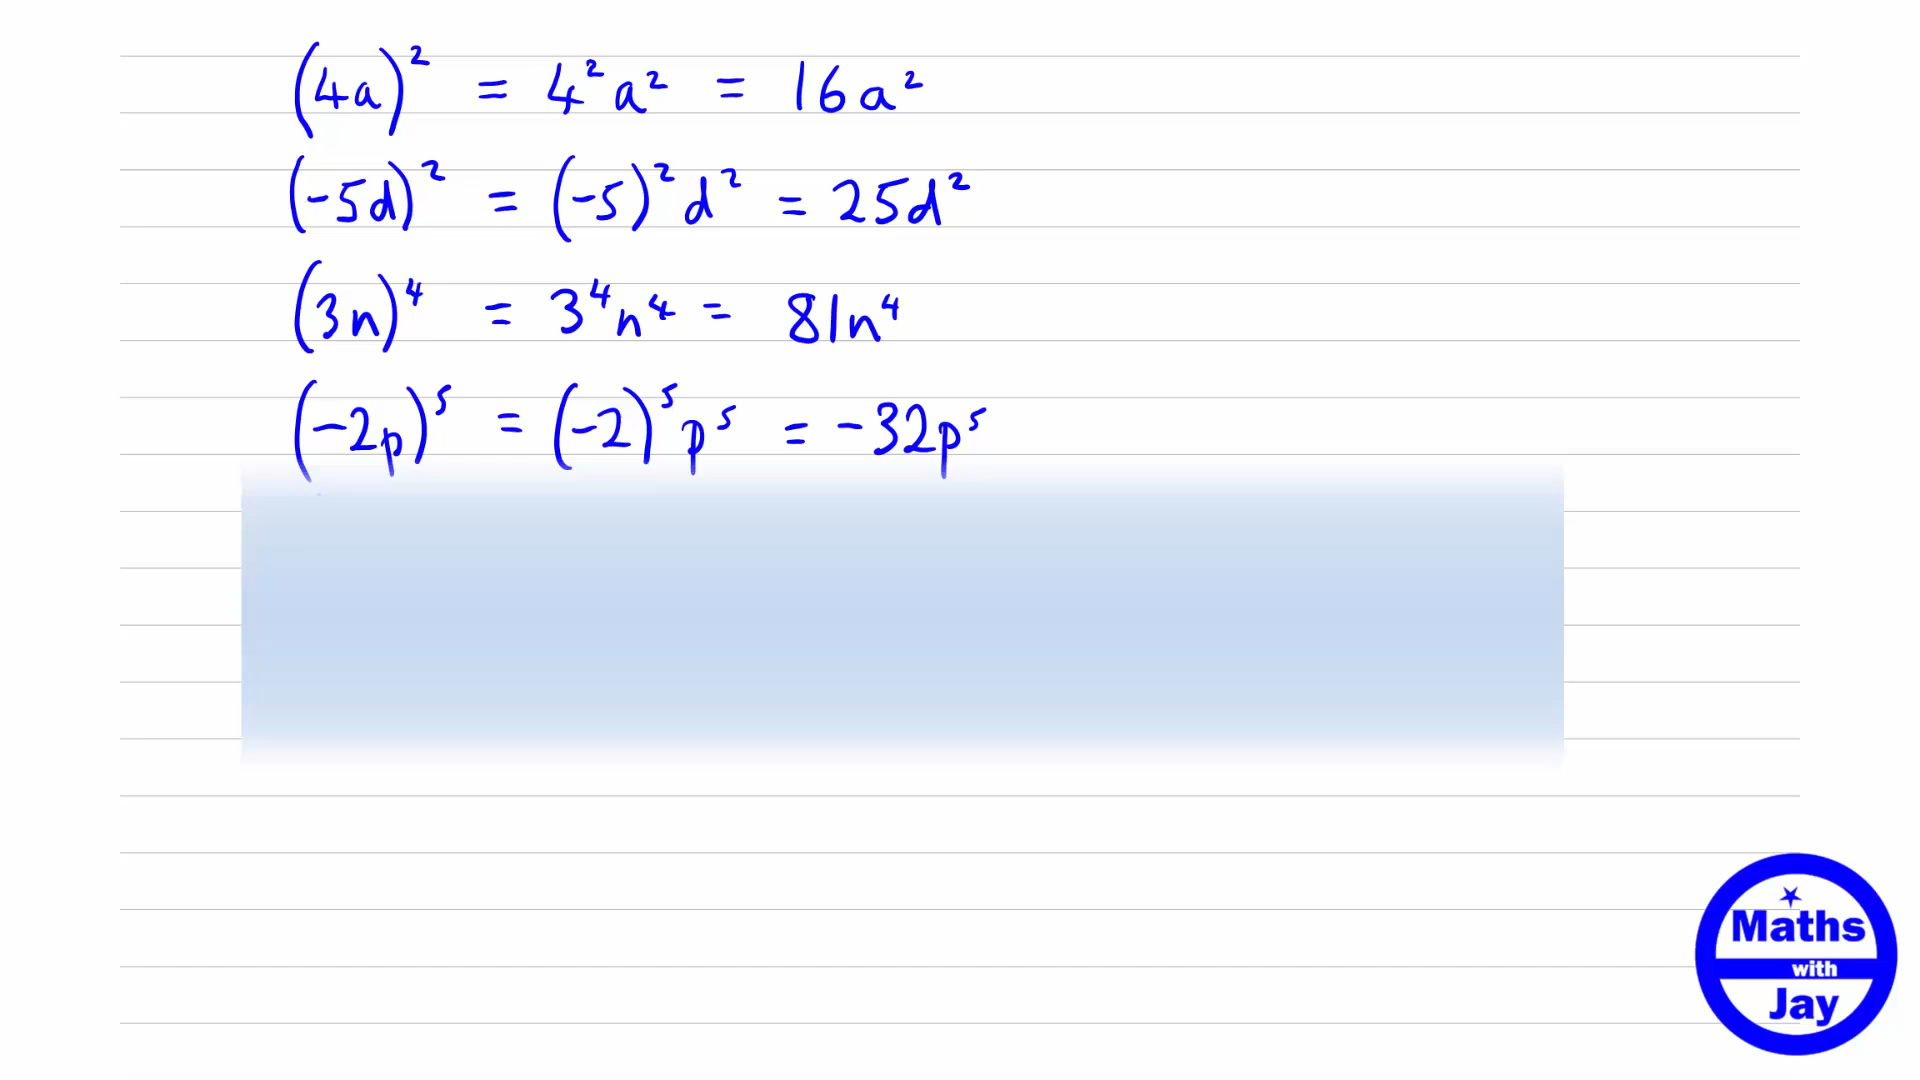 (4a)² = 4²a² = 16a²
(-5d)² = (-5)²d² = 25d²
(3n)⁴ = 3⁴n⁴ = 81n⁴
(-2p)⁵ = (-2)⁵p⁵ = -32p⁵
Maths
with
Jay